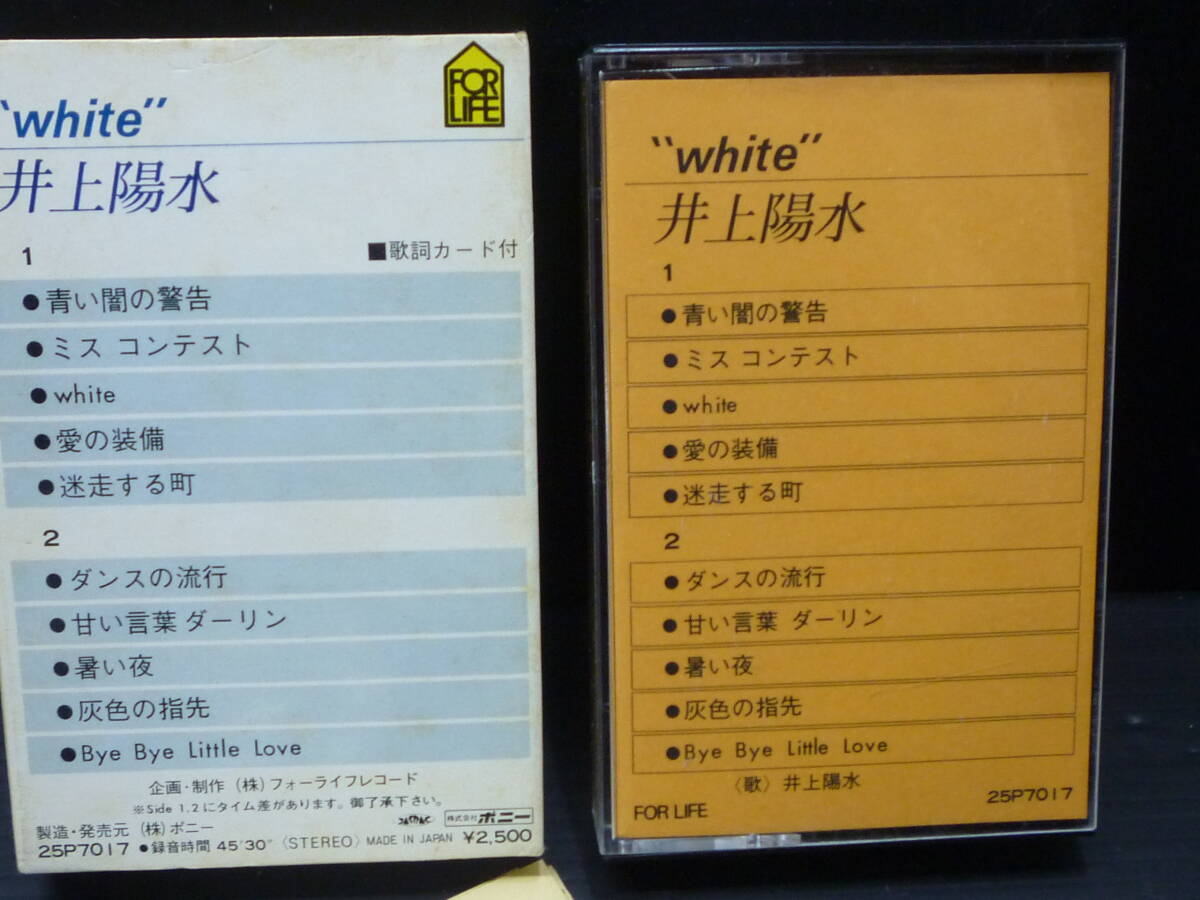 FOR
LIFE
"white"
井上陽水
1
■歌詞カード付
●青い闇の警告
●ミス コンテスト
●white
●愛の装備
●迷走する町
2
●ダンスの流行
●甘い言葉 ダーリン
●暑い夜
●灰色の指先
●Bye Bye Little Love
企画・制作 (株)フォーライフレコード
※Side 1.2にタイム差があります。御了承下さい。
JASRAC 株式会社ポニー
製造・発売元 (株)ポニー
25P7017 ●録音時間 45'30" 〈STEREO〉 MADE IN JAPAN ¥2,500
"white"
井上陽水
1
●青い闇の警告
●ミス コンテスト
●white
●愛の装備
●迷走する町
2
●ダンスの流行
●甘い言葉 ダーリン
●暑い夜
●灰色の指先
●Bye Bye Little Love
〈歌〉井上陽水
FOR LIFE
25P7017